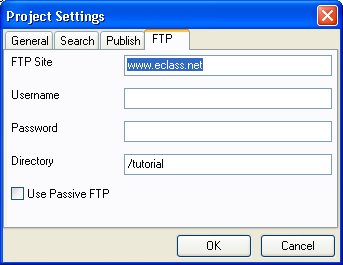 Project Settings
General Search Publish FTP
FTP Site www.eclass.net
Username
Password
Directory /tutorial
Use Passive FTP
OK Cancel